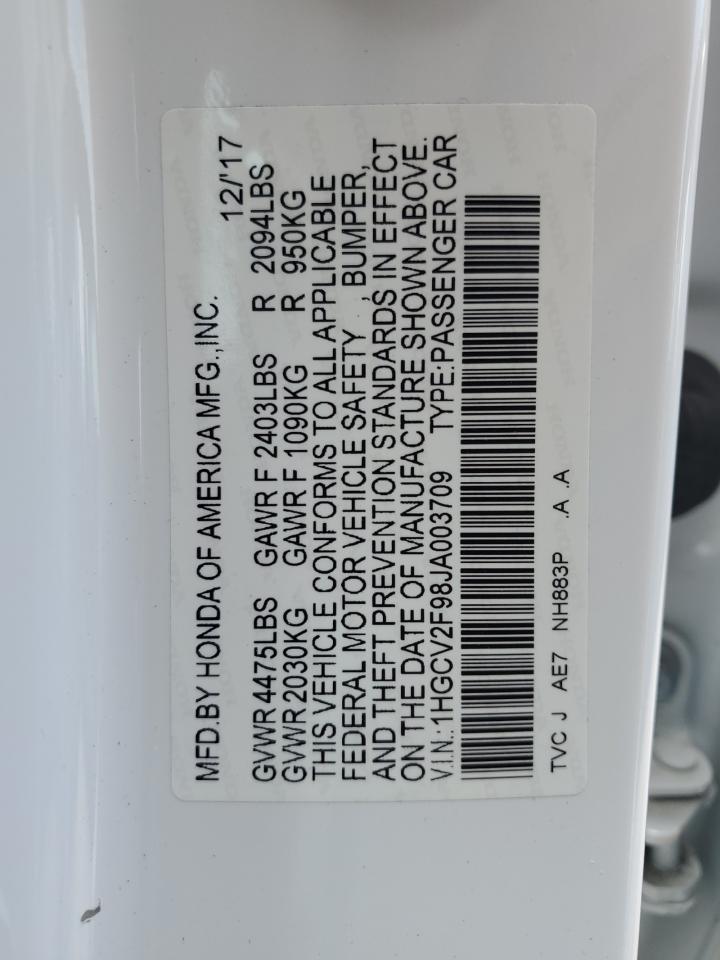 MFD.BY HONDA OF AMERICA MFG.,INC. 12/'17
GVWR 4475LBS GAWR F 2403LBS R 2094LBS
GVWR 2030KG GAWR F 1090KG R 950KG
THIS VEHICLE CONFORMS TO ALL APPLICABLE
FEDERAL MOTOR VEHICLE SAFETY , BUMPER,
AND THEFT PREVENTION STANDARDS IN EFFECT
ON THE DATE OF MANUFACTURE SHOWN ABOVE.
V.I.N.:1HGCV2F98JA003709 TYPE:PASSENGER CAR
TVC J AE7 NH883P .A .A